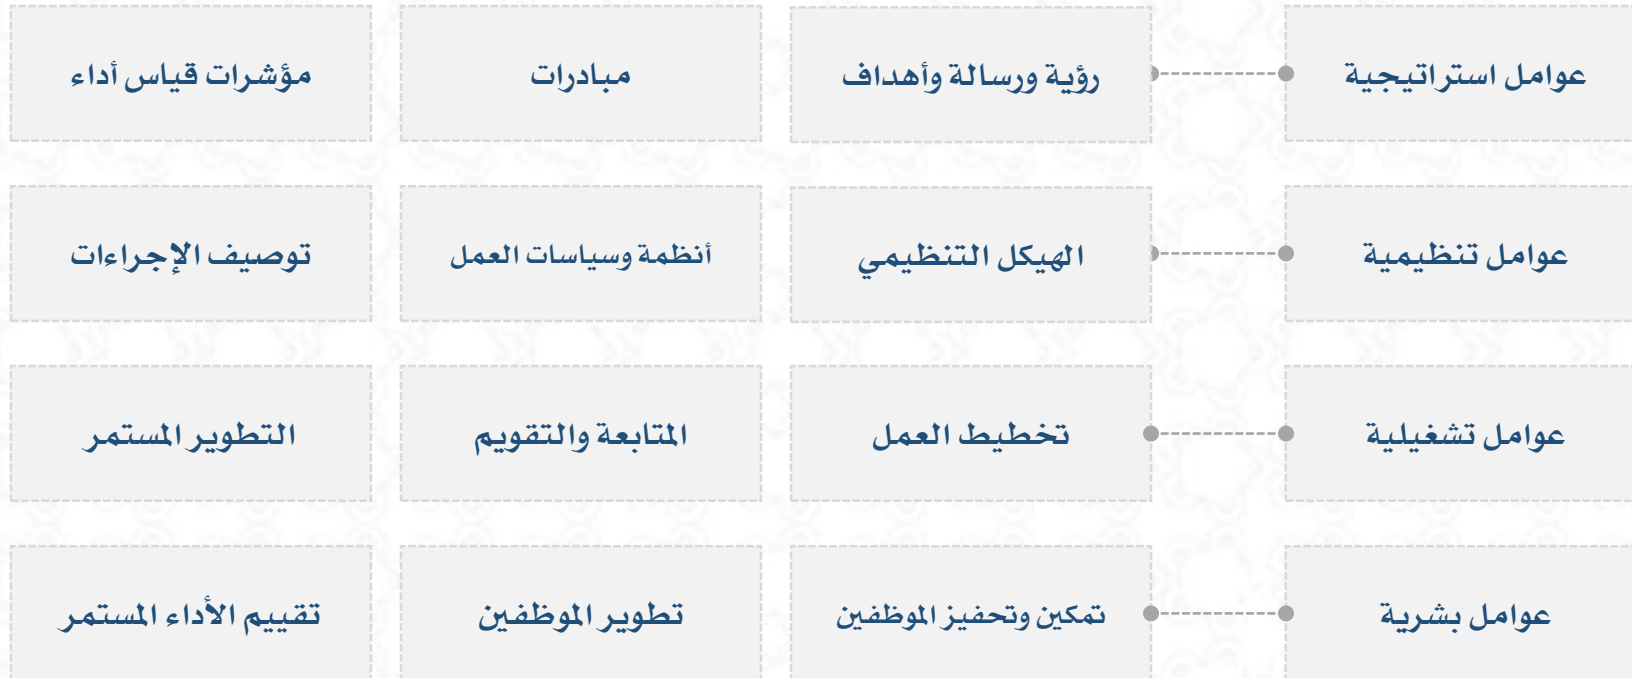 عوامل استراتيجية
رؤية ورسالة وأهداف
مبادرات
مؤشرات قياس أداء
عوامل تنظيمية
الهيكل التنظيمي
أنظمة وسياسات العمل
توصيف الإجراءات
عوامل تشغيلية
تخطيط العمل
المتابعة والتقويم
التطوير المستمر
عوامل بشرية
تمكين وتحفيز الموظفين
تطوير الموظفين
تقييم الأداء المستمر